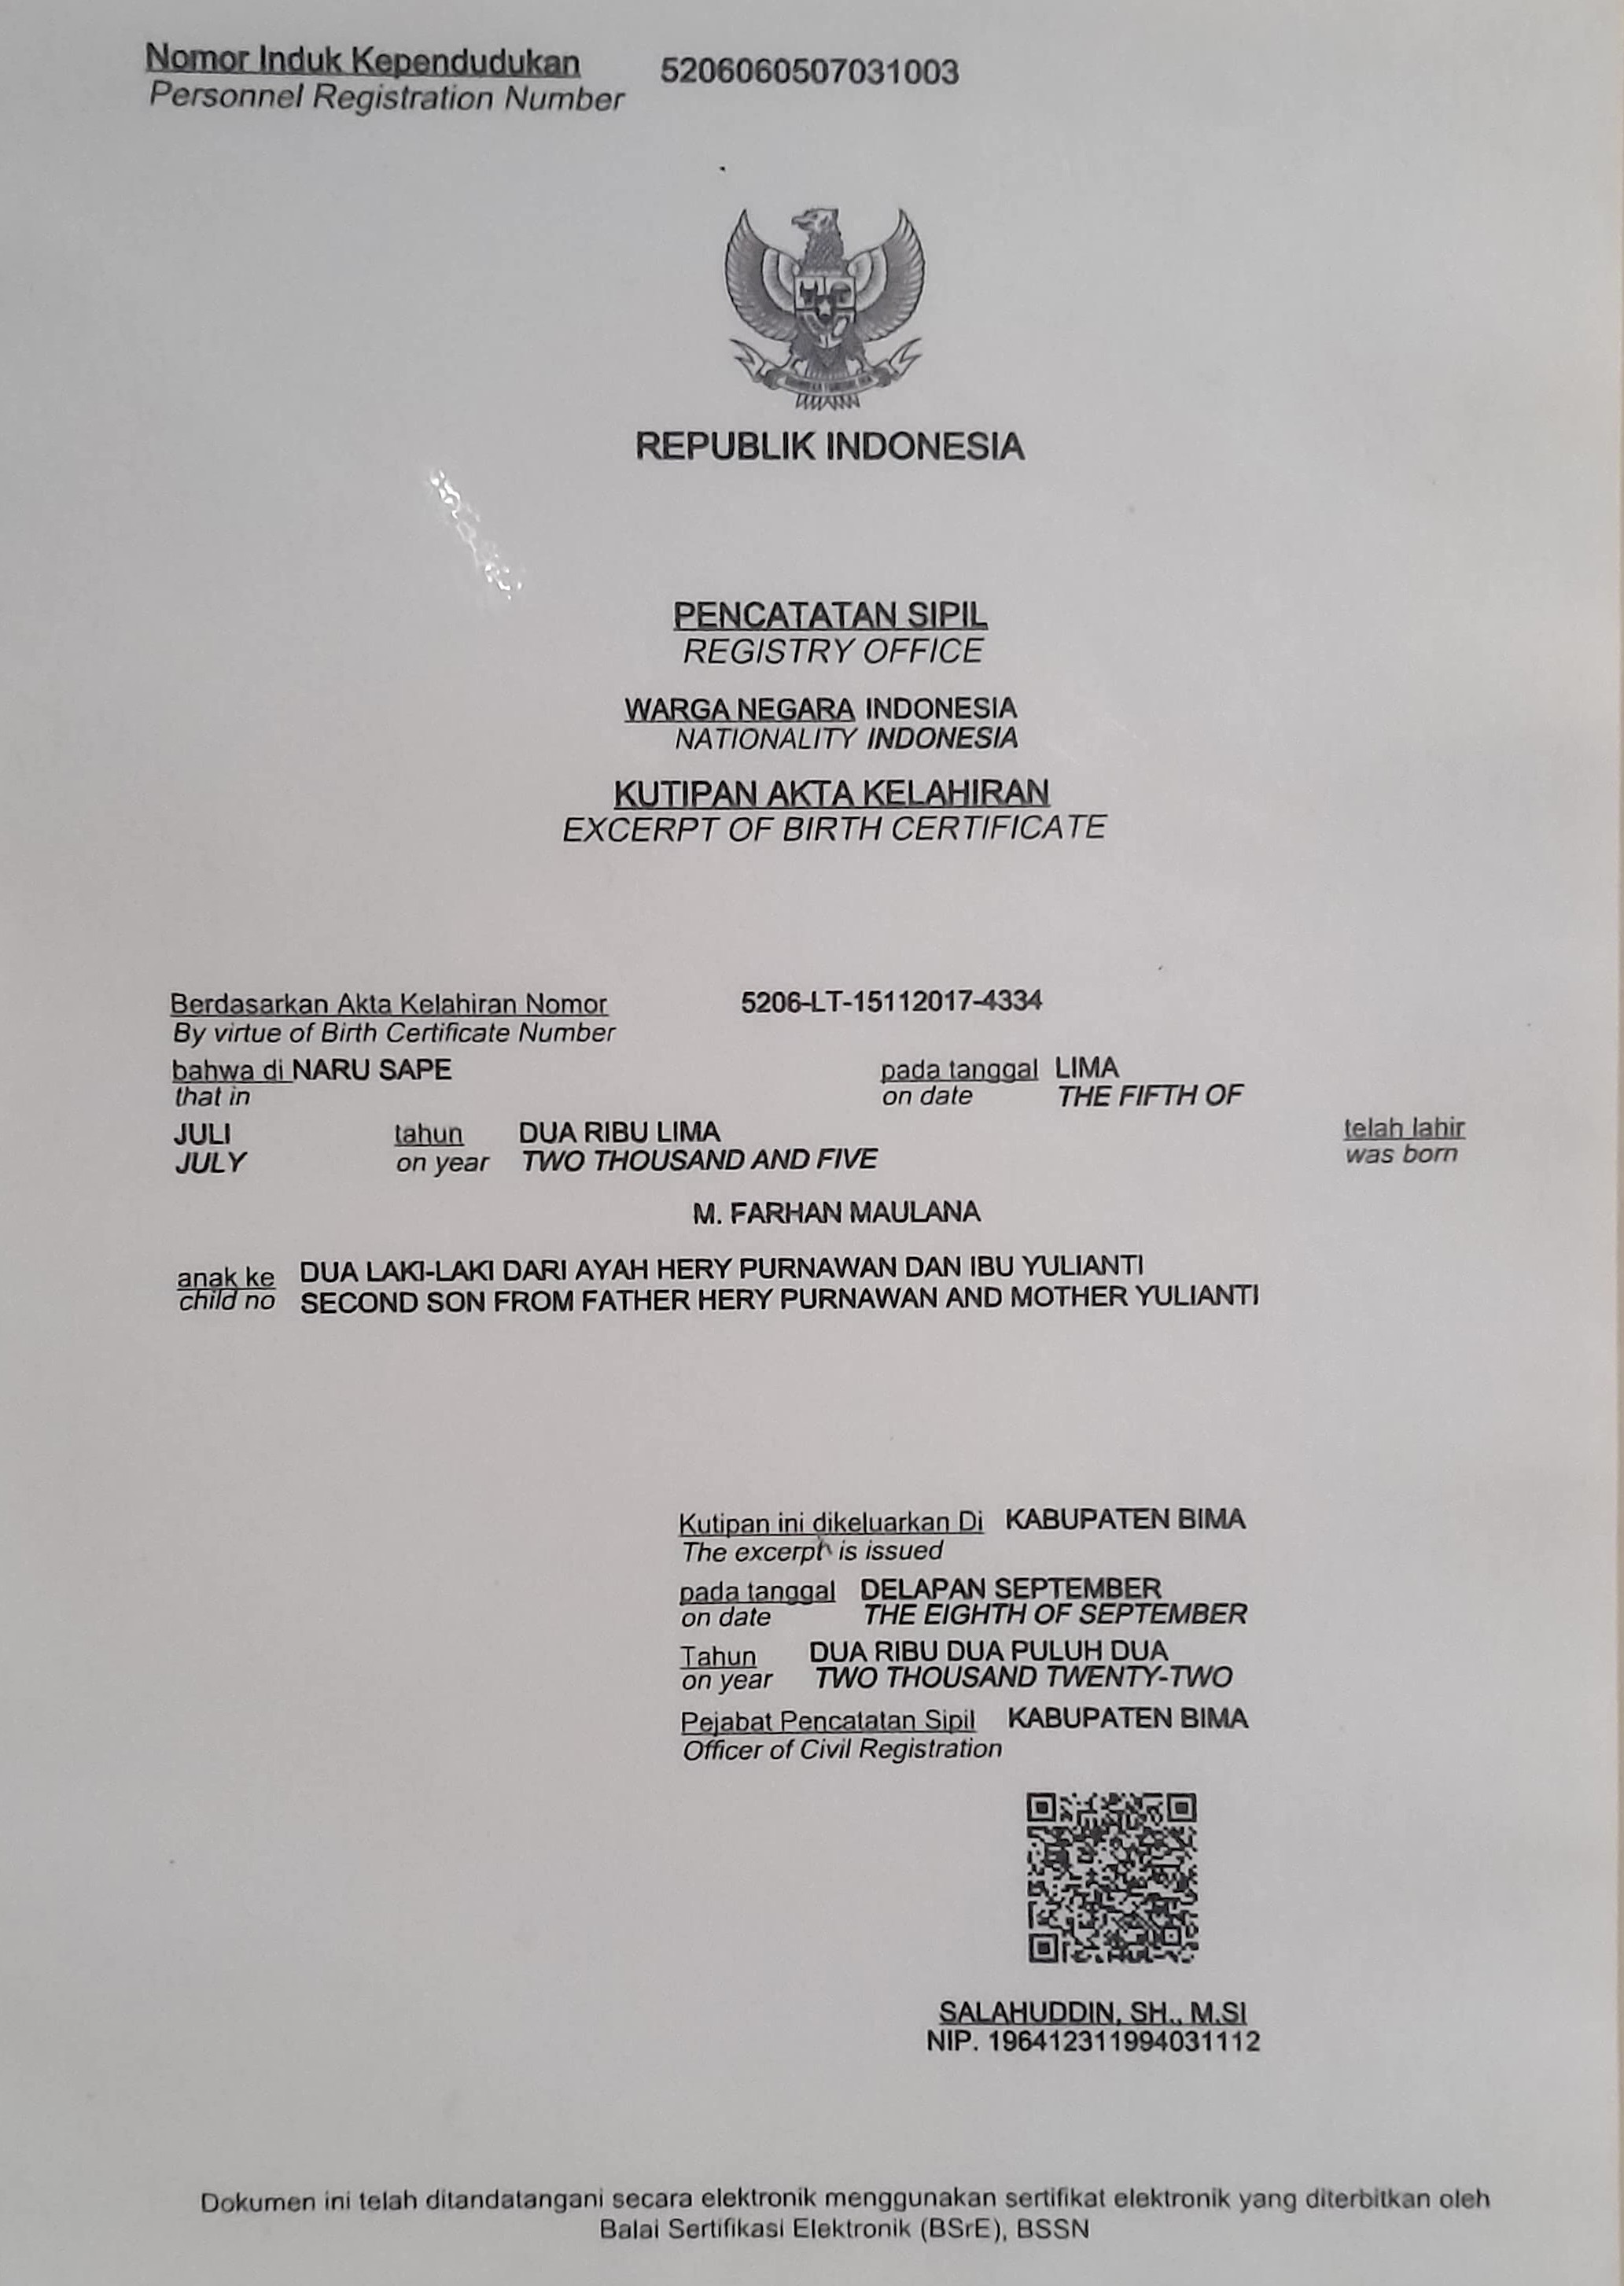 Nomor Induk Kependudukan 5206060507031003
Personnel Registration Number
REPUBLIK INDONESIA
PENCATATAN SIPIL
REGISTRY OFFICE
WARGA NEGARA INDONESIA
NATIONALITY INDONESIA
KUTIPAN AKTA KELAHIRAN
EXCERPT OF BIRTH CERTIFICATE
Berdasarkan Akta Kelahiran Nomor 5206-LT-15112017-4334
By virtue of Birth Certificate Number
bahwa di NARU SAPE pada tanggal LIMA
that in on date THE FIFTH OF
JULI tahun DUA RIBU LIMA telah lahir
JULY on year TWO THOUSAND AND FIVE was born
M. FARHAN MAULANA
anak ke DUA LAKI-LAKI DARI AYAH HERY PURNAWAN DAN IBU YULIANTI
child no SECOND SON FROM FATHER HERY PURNAWAN AND MOTHER YULIANTI
Kutipan ini dikeluarkan Di KABUPATEN BIMA
The excerph is issued
pada tanggal DELAPAN SEPTEMBER
on date THE EIGHTH OF SEPTEMBER
Tahun DUA RIBU DUA PULUH DUA
on year TWO THOUSAND TWENTY-TWO
Pejabat Pencatatan Sipil KABUPATEN BIMA
Officer of Civil Registration
SALAHUDDIN, SH., M.SI
NIP. 196412311994031112
Dokumen ini telah ditandatangani secara elektronik menggunakan sertifikat elektronik yang diterbitkan oleh
Balai Sertifikasi Elektronik (BSrE), BSSN